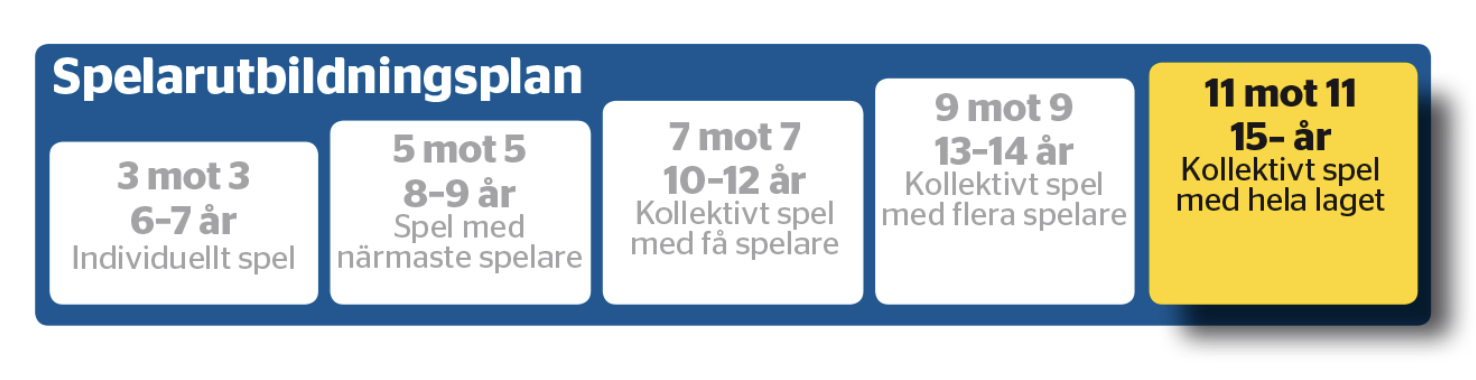 Spelarutbildningsplan
3 mot 3
6–7 år
Individuellt spel
5 mot 5
8–9 år
Spel med
närmaste spelare
7 mot 7
10–12 år
Kollektivt spel
med få spelare
9 mot 9
13–14 år
Kollektivt spel
med flera spelare
11 mot 11
15– år
Kollektivt spel
med hela laget